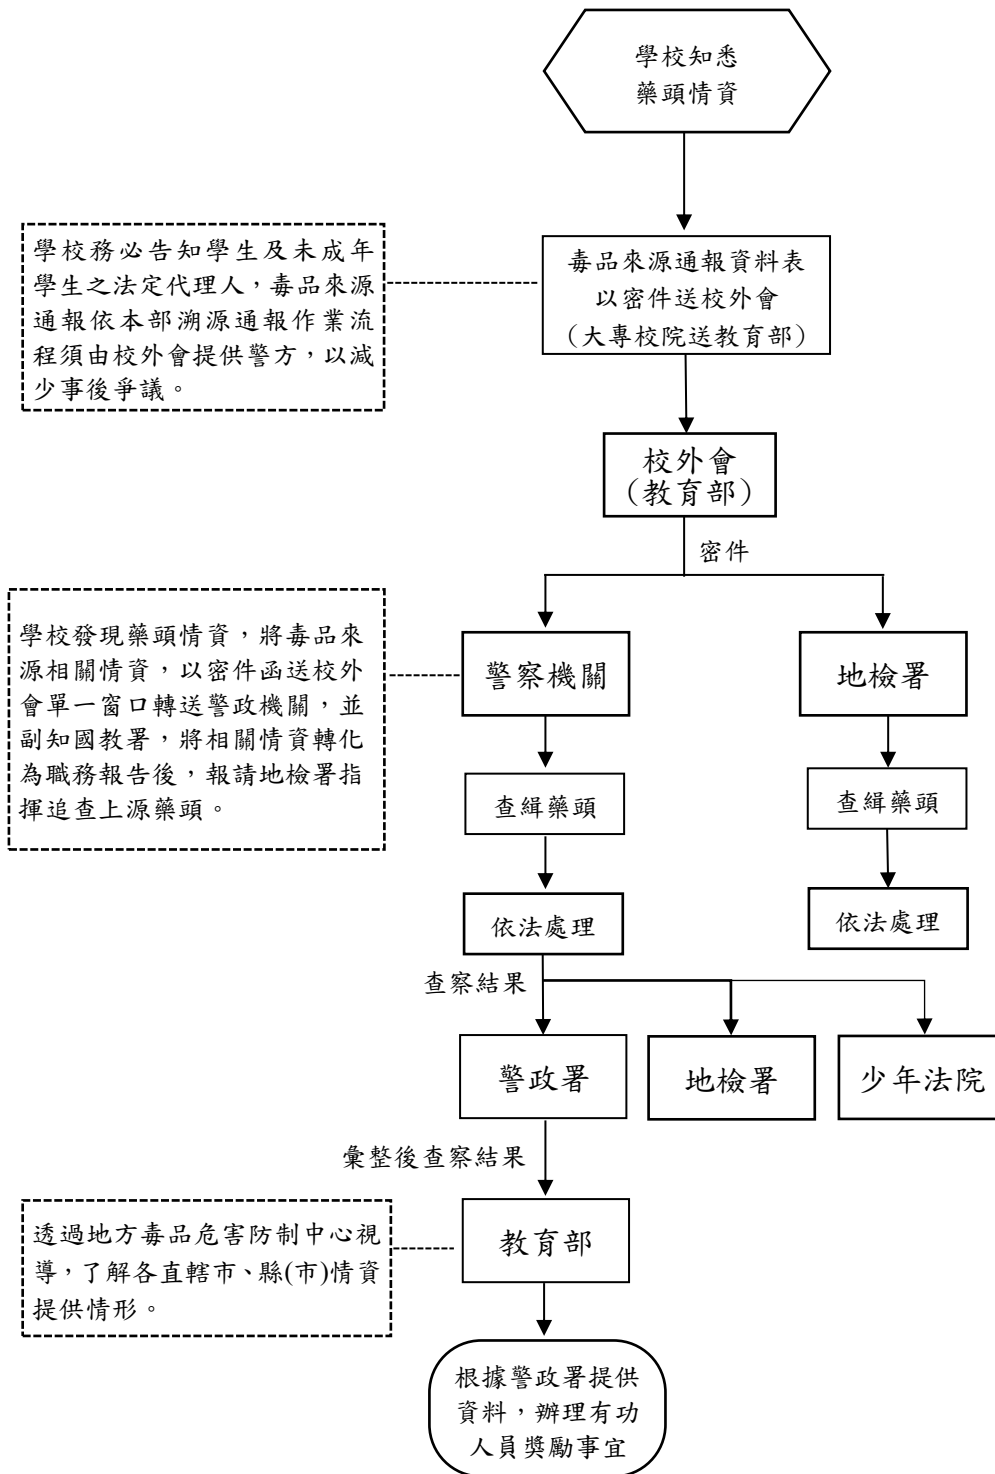 學校知悉
藥頭情資
學校務必告知學生及未成年
學生之法定代理人，毒品來源
通報依本部溯源通報作業流
程須由校外會提供警方，以減
少事後爭議。
毒品來源通報資料表
以密件送校外會
（大專校院送教育部）
校外會
（教育部）
密件
學校發現藥頭情資，將毒品來
源相關情資，以密件函送校外
會單一窗口轉送警政機關，並
副知國教署，將相關情資轉化
為職務報告後，報請地檢署指
揮追查上源藥頭。
警察機關
地檢署
查緝藥頭
查緝藥頭
依法處理
依法處理
查察結果
警政署
地檢署
少年法院
彙整後查察結果
透過地方毒品危害防制中心視
導，了解各直轄市、縣(市)情資
提供情形。
教育部
根據警政署提供
資料，辦理有功
人員獎勵事宜